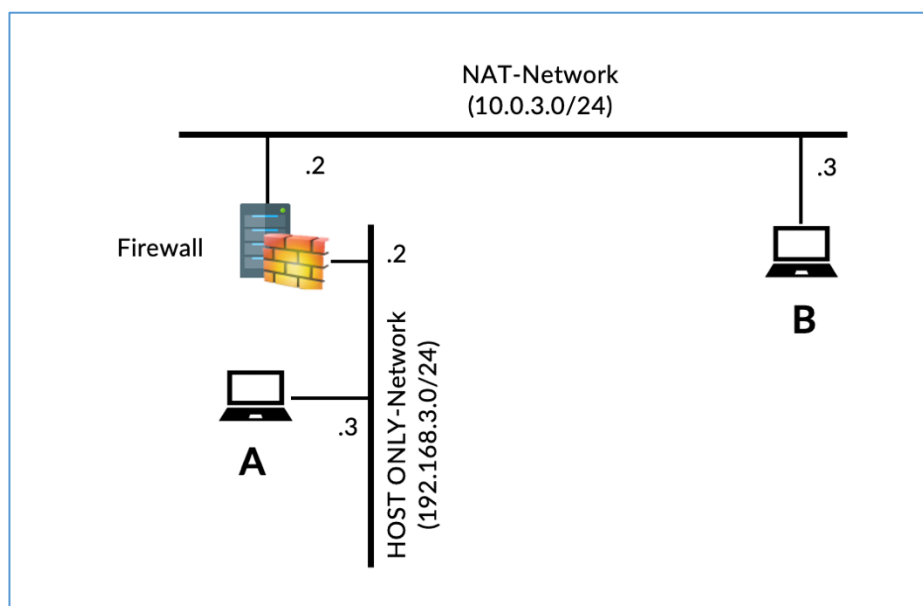 NAT-Network
(10.0.3.0/24)
.2
.3
Firewall
.2
B
HOST ONLY-Network
(192.168.3.0/24)
.3
A